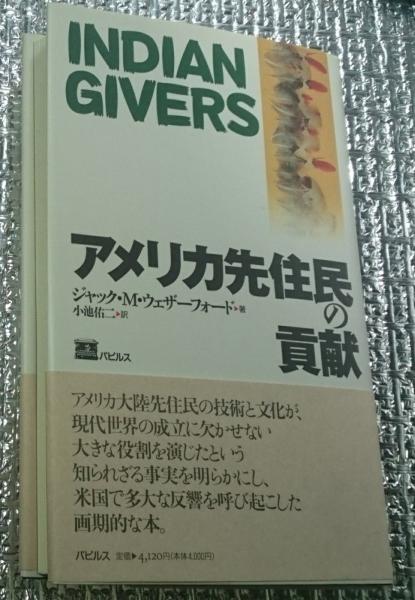 INDIAN
GIVERS
アメリカ先住民の
貢献
ジャック・M・ウェザーフォード▶著
小池佑二▶訳
パピルス
アメリカ大陸先住民の技術と文化が、
現代世界の成立に欠かせない
大きな役割を演じたという
知られざる事実を明らかにし、
米国で多大な反響を呼び起こした
画期的な本。
パピルス 定価▶4,120円(本体4,000円)